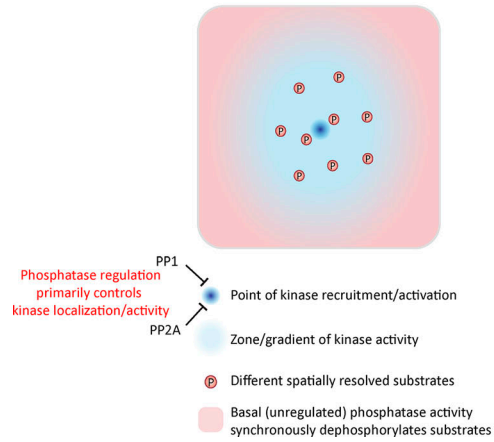 P
P
P
P
P
P
P
P
P
PP1
Phosphatase regulation
primarily controls
kinase localization/activity
PP2A
Point of kinase recruitment/activation
Zone/gradient of kinase activity
P
Different spatially resolved substrates
Basal (unregulated) phosphatase activity
synchronously dephosphorylates substrates